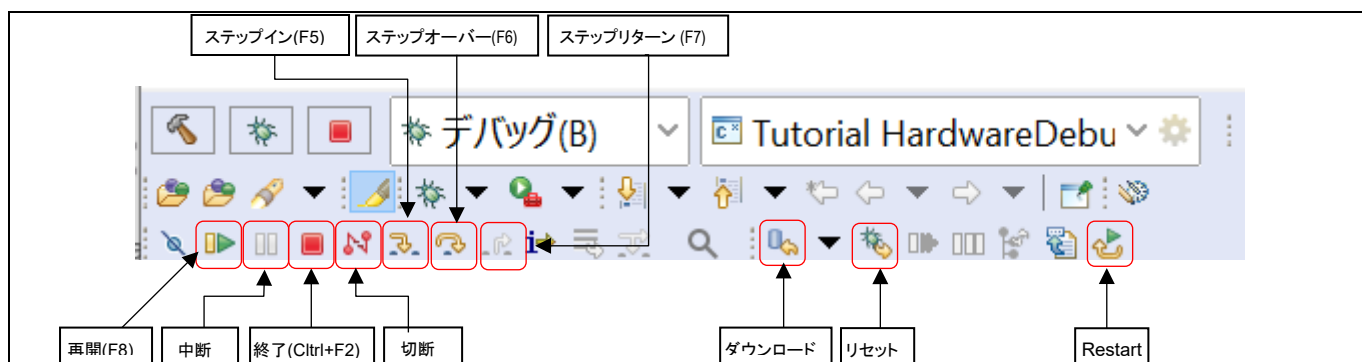 ステップイン(F5) ステップオーバー(F6) ステップリターン (F7)
デバッグ(B) Tutorial HardwareDebu
再開(F8) 中断 終了(Cltrl+F2) 切断 ダウンロード リセット Restart